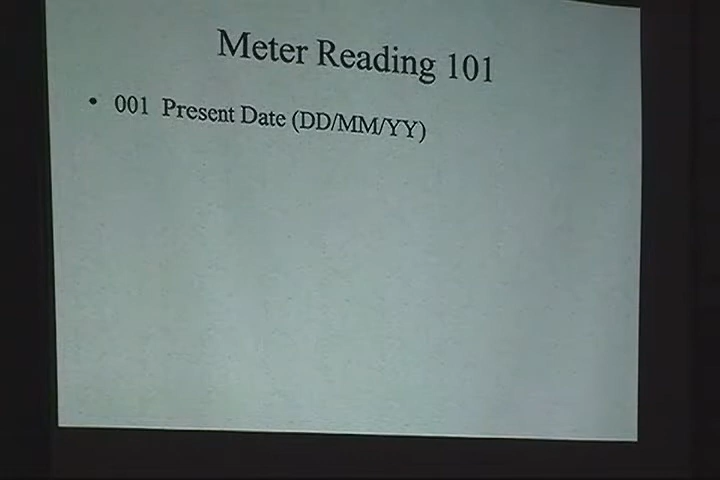 Meter Reading 101
• 001 Present Date (DD/MM/YY)